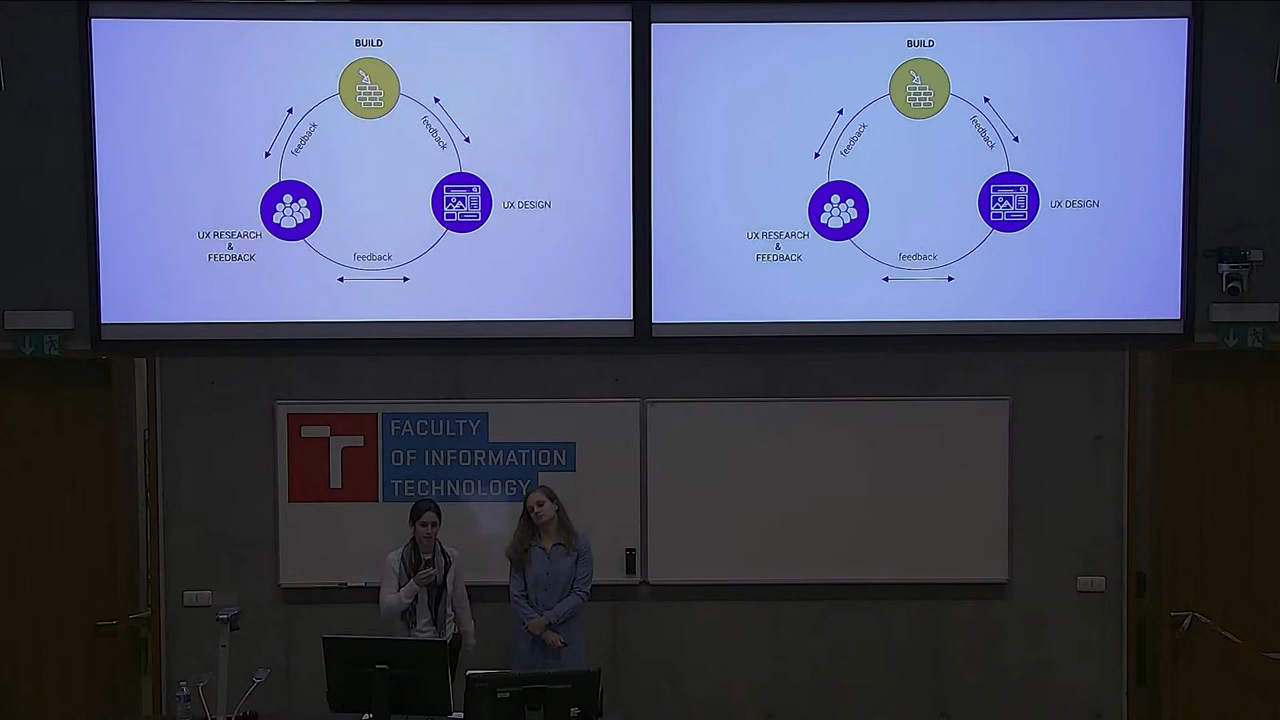 BUILD
feedback
feedback
UX DESIGN
UX RESEARCH
&
FEEDBACK
feedback
BUILD
feedback
feedback
UX DESIGN
UX RESEARCH
&
FEEDBACK
feedback
T
FACULTY
OF INFORMATION
TECHNOLOGY